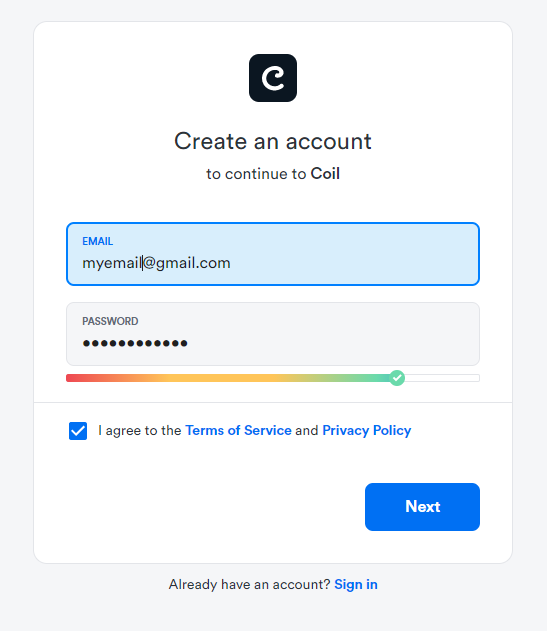 Create an account
to continue to Coil
EMAIL
myemail@gmail.com
PASSWORD
••••••••••••
I agree to the Terms of Service and Privacy Policy
Next
Already have an account? Sign in